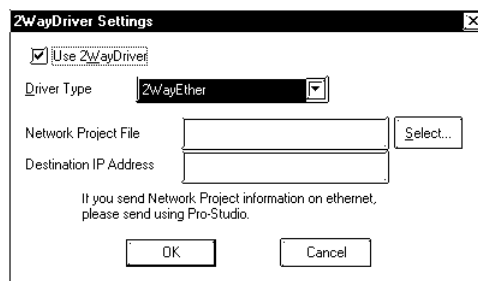 2WayDriver Settings
Use 2WayDriver
Driver Type 2WayEther
Network Project File Select...
Destination IP Address
If you send Network Project information on ethernet,
please send using Pro-Studio.
OK Cancel